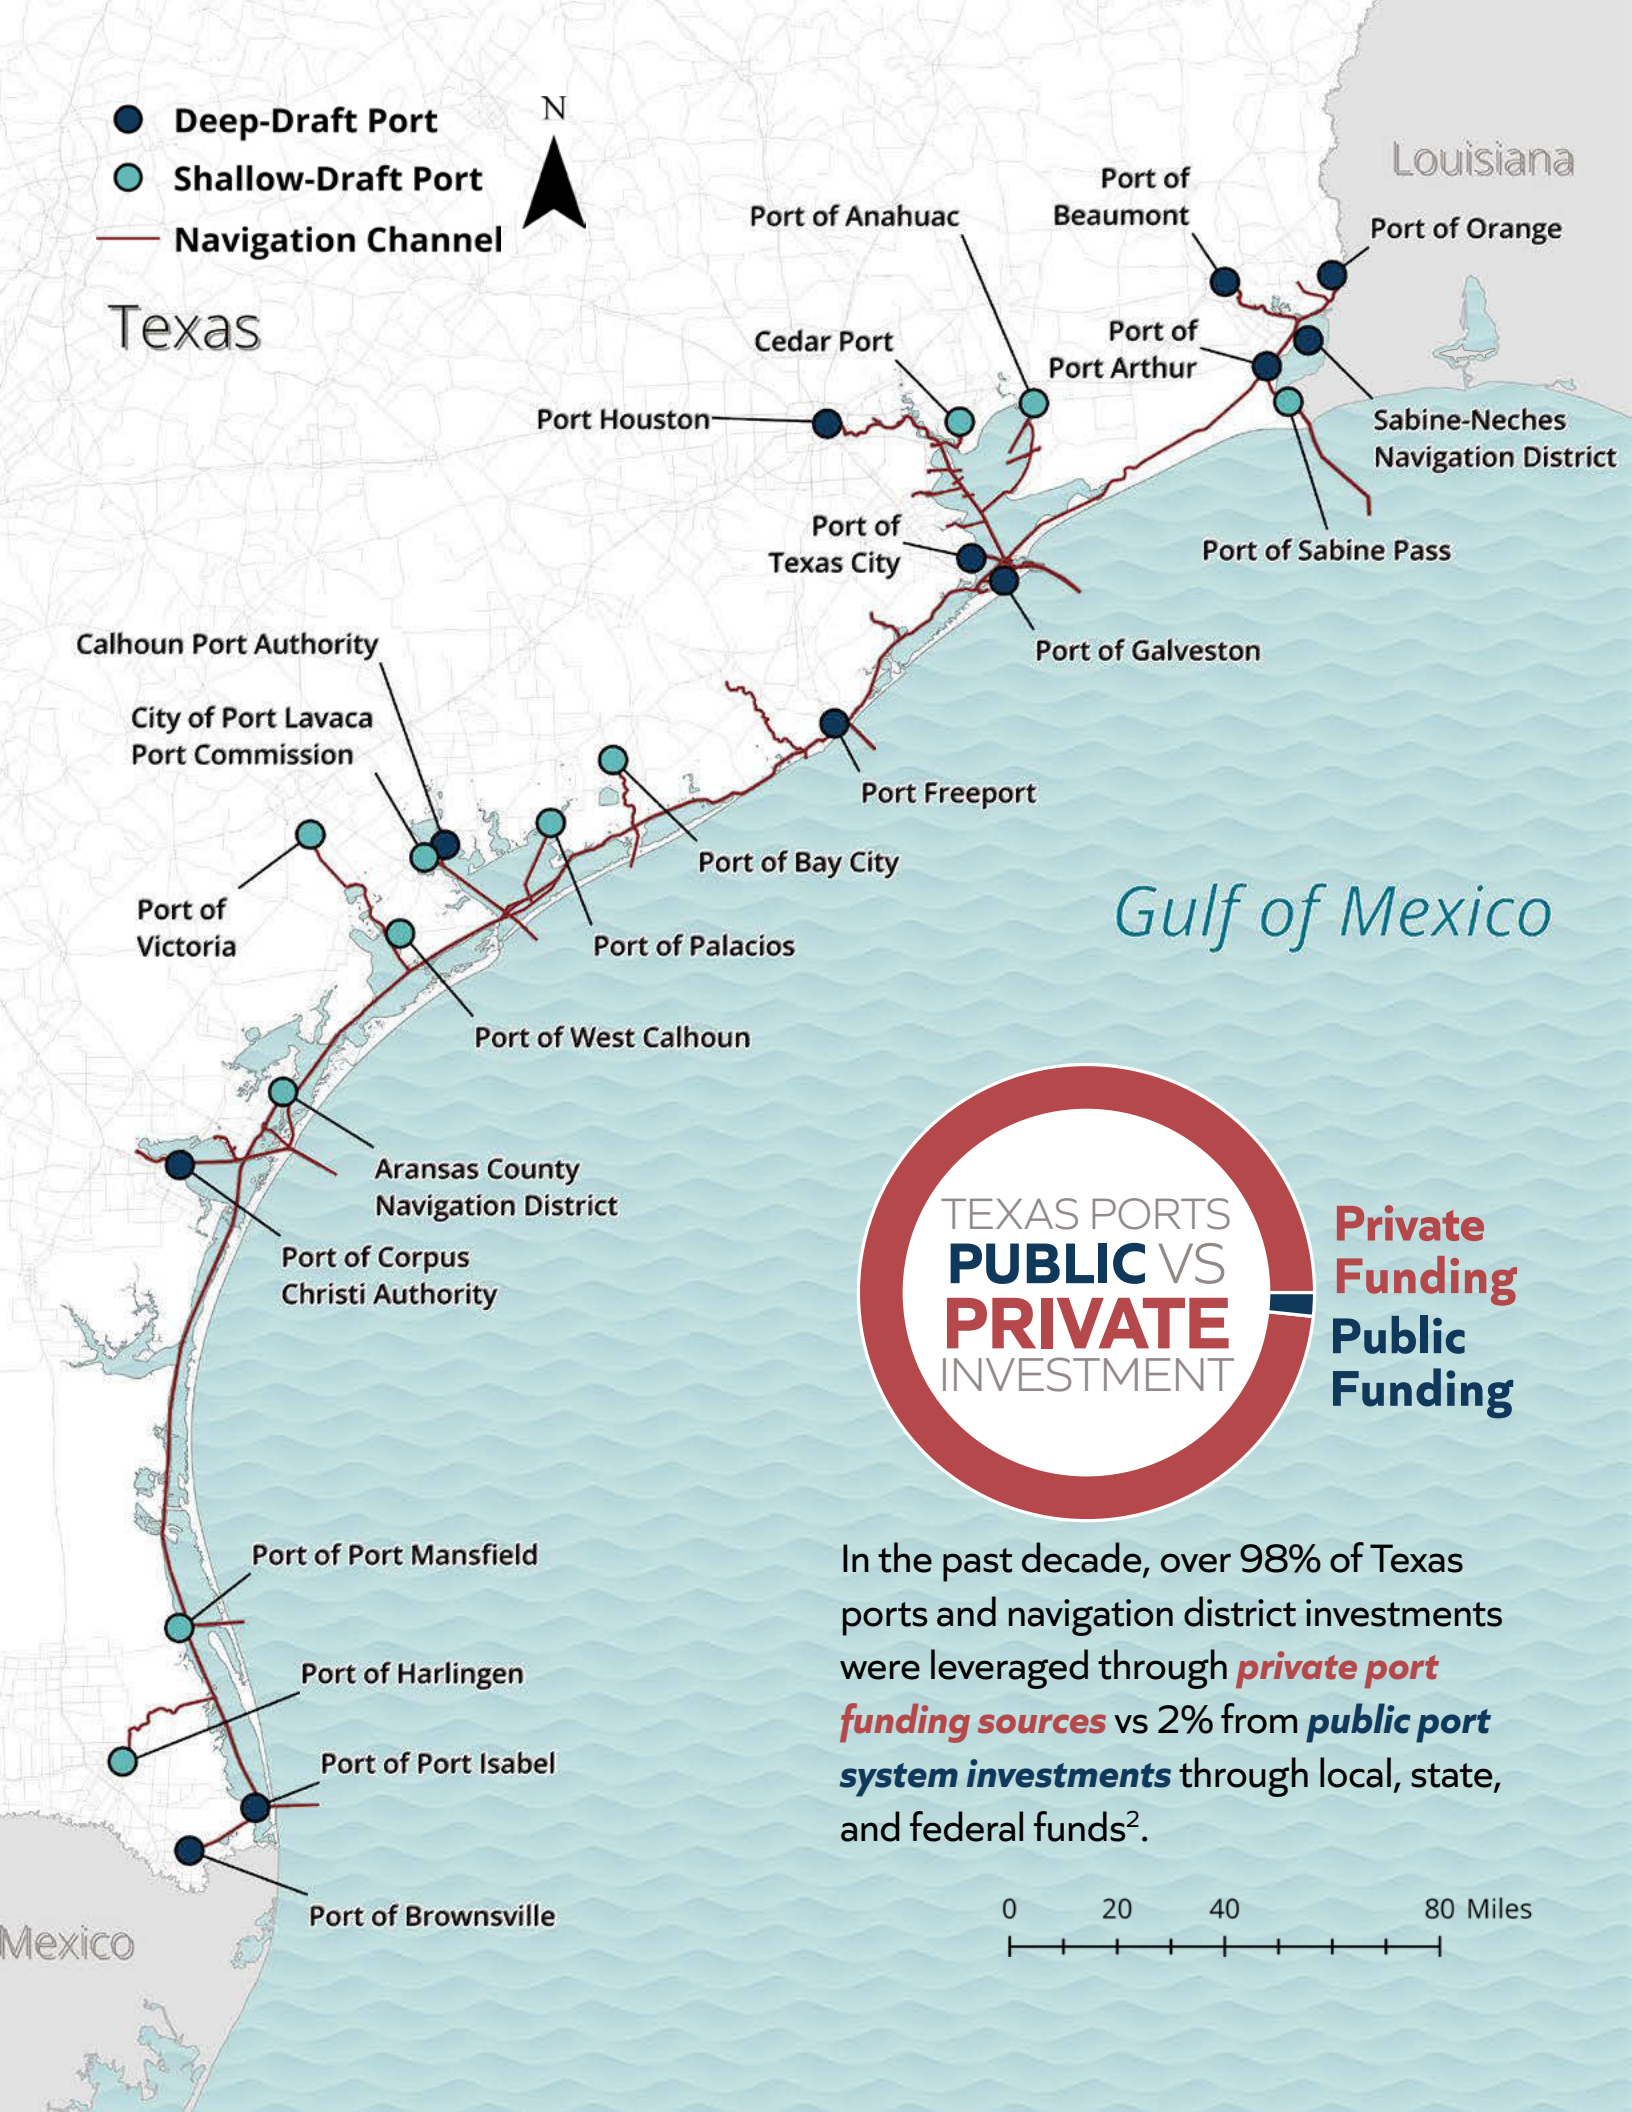 Deep-Draft Port
Shallow-Draft Port
Navigation Channel
N
Texas
Louisiana
Port of
Beaumont
Port of Anahuac
Port of Orange
Cedar Port
Port of
Port Arthur
Port Houston
Sabine-Neches
Navigation District
Port of
Texas City
Port of Sabine Pass
Calhoun Port Authority
Port of Galveston
City of Port Lavaca
Port Commission
Port Freeport
Port of Bay City
Port of
Victoria
Port of Palacios
Gulf of Mexico
Port of West Calhoun
Aransas County
Navigation District
Port of Corpus
Christi Authority
TEXAS PORTS
PUBLIC VS
PRIVATE
INVESTMENT
Private
Funding
Public
Funding
Port of Port Mansfield
Port of Harlingen
Port of Port Isabel
Port of Brownsville
Mexico
In the past decade, over 98% of Texas
ports and navigation district investments
were leveraged through private port
funding sources vs 2% from public port
system investments through local, state,
and federal funds².
0 20 40 80 Miles